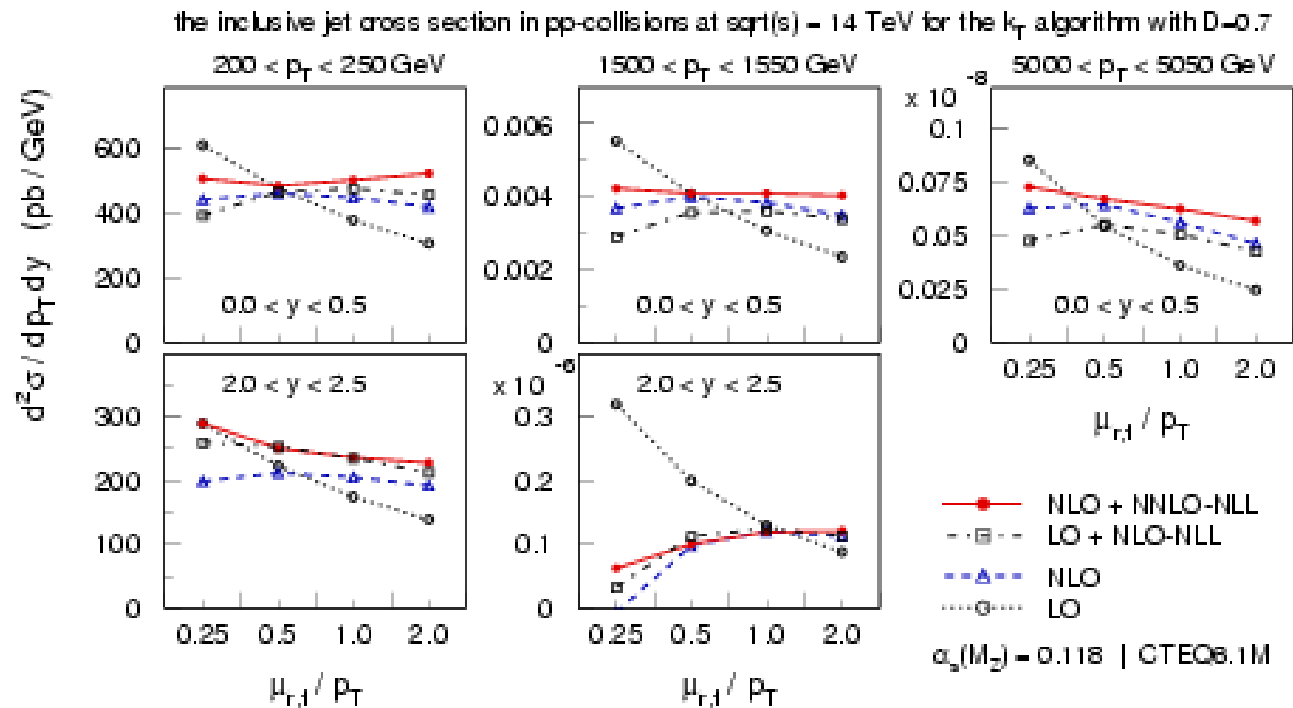 the inclusive jet cross section in pp-collisions at sqrt(s) = 14 TeV for the k_T algorithm with D=0.7
200 < p_T < 250 GeV
1500 < p_T < 1550 GeV
5000 < p_T < 5050 GeV
d²σ / dp_T dy (pb / GeV)
600
400
200
0
0.0 < y < 0.5
0.006
0.004
0.002
0
0.0 < y < 0.5
x 10^-8
0.1
0.075
0.05
0.025
0
0.0 < y < 0.5
0.25 0.5 1.0 2.0
μ_r,f / p_T
2.0 < y < 2.5
300
200
100
0
0.25 0.5 1.0 2.0
μ_r,f / p_T
x 10^-6
2.0 < y < 2.5
0.3
0.2
0.1
0
0.25 0.5 1.0 2.0
μ_r,f / p_T
NLO + NNLO-NLL
LO + NLO-NLL
NLO
LO
α_s(M_Z) = 0.118 | CTEQ6.1M